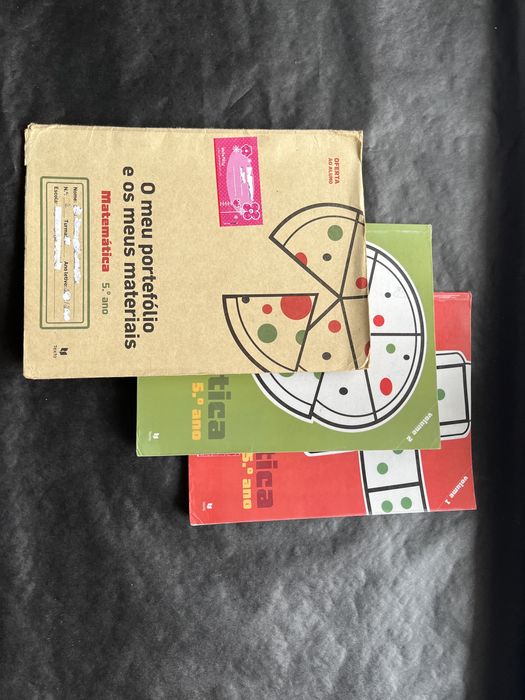 OFERTA
AO ALUNO
O meu portefólio
e os meus materiais
Matemática 5.º ano
Nome:
N.º: Turma: Ano letivo:
Escola:
Texto
volume 2
tica
5.º ano
volume 1
tica
5.º ano